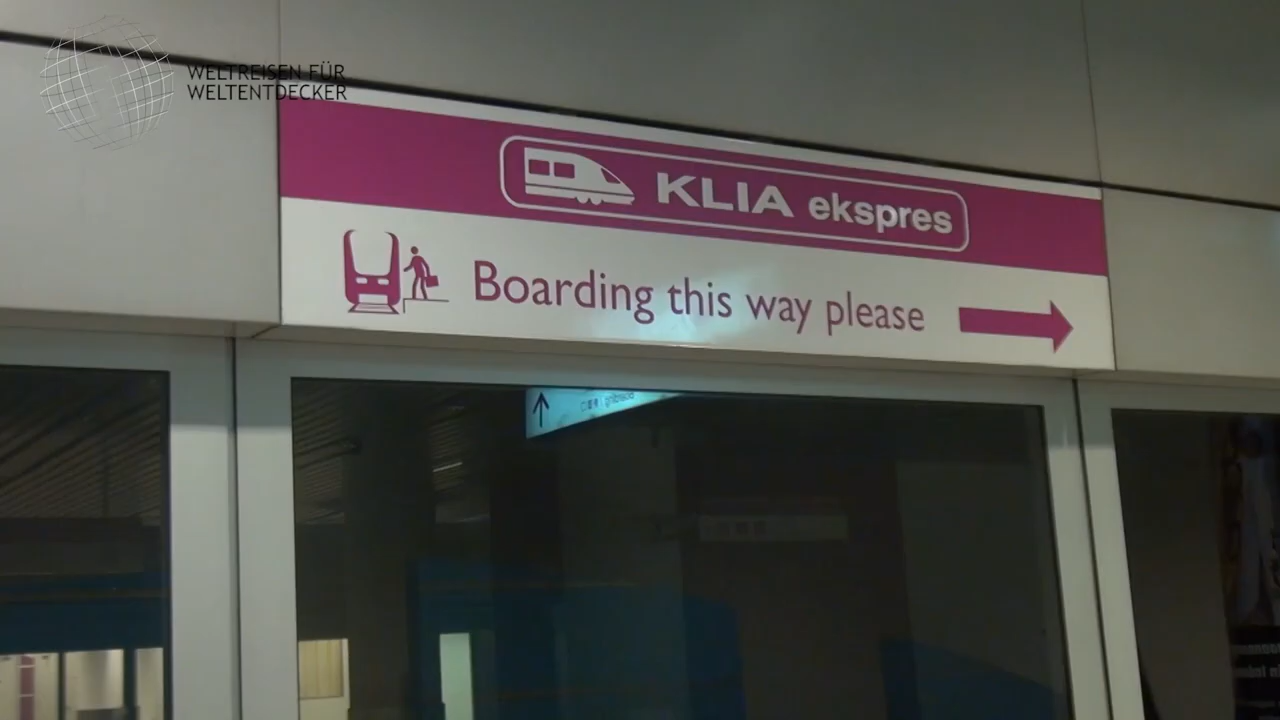 WELTREISEN FÜR
WELTENTDECKER
KLIA ekspres
Boarding this way please